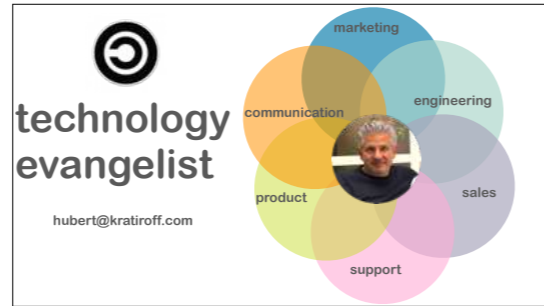 technology
evangelist
hubert@kratiroff.com
marketing
engineering
communication
sales
product
support